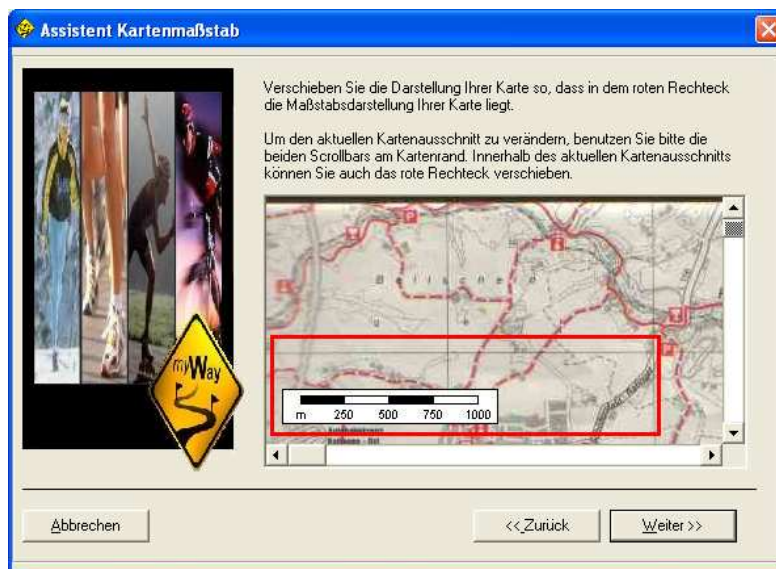 Assistent Kartenmaßstab
Verschieben Sie die Darstellung Ihrer Karte so, dass in dem roten Rechteck
die Maßstabsdarstellung Ihrer Karte liegt.
Um den aktuellen Kartenausschnitt zu verändern, benutzen Sie bitte die
beiden Scrollbars am Kartenrand. Innerhalb des aktuellen Kartenausschnitts
können Sie auch das rote Rechteck verschieben.
P
P
myWay
m 250 500 750 1000
Abbrechen
<< Zurück
Weiter >>